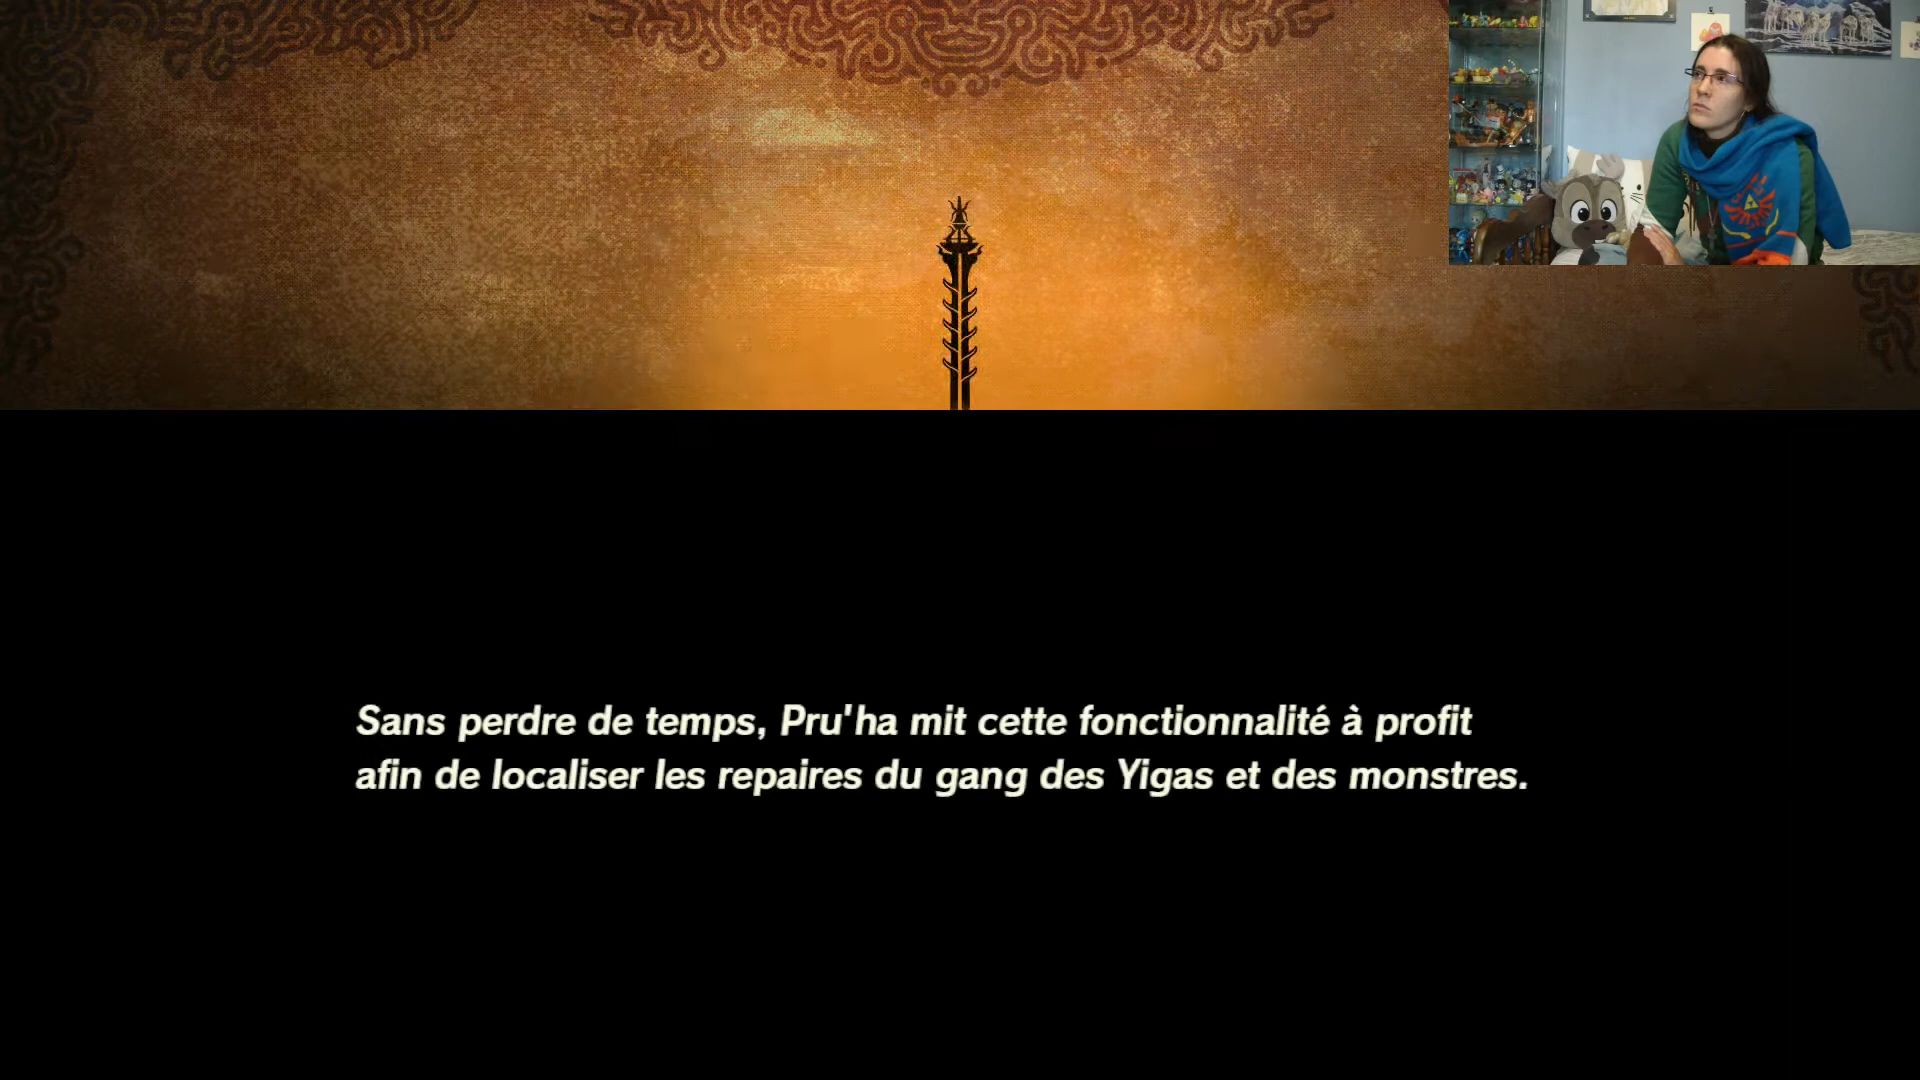 Sans perdre de temps, Pru'ha mit cette fonctionnalité à profit
afin de localiser les repaires du gang des Yigas et des monstres.